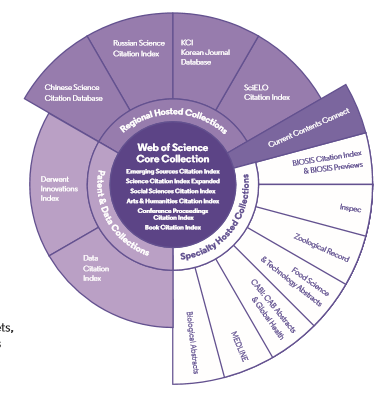 Russian Science
Citation Index
KCI
Korean Journal
Database
Chinese Science
Citation Database
SciELO
Citation Index
Regional Hosted Collections
Current Contents Connect
Web of Science
Core Collection
Emerging Sources Citation Index
Science Citation Index Expanded
Social Sciences Citation Index
Arts & Humanities Citation Index
Conference Proceedings
Citation Index
Book Citation Index
BIOSIS Citation Index
& BIOSIS Previews
Derwent
Innovations
Index
Patent & Data Collections
Specialty Hosted Collections
Inspec
Zoological Record
Data
Citation
Index
Food Science
& Technology Abstracts
CABI: CAB Abstracts
& Global Health
MEDLINE
Biological Abstracts
ets,
s